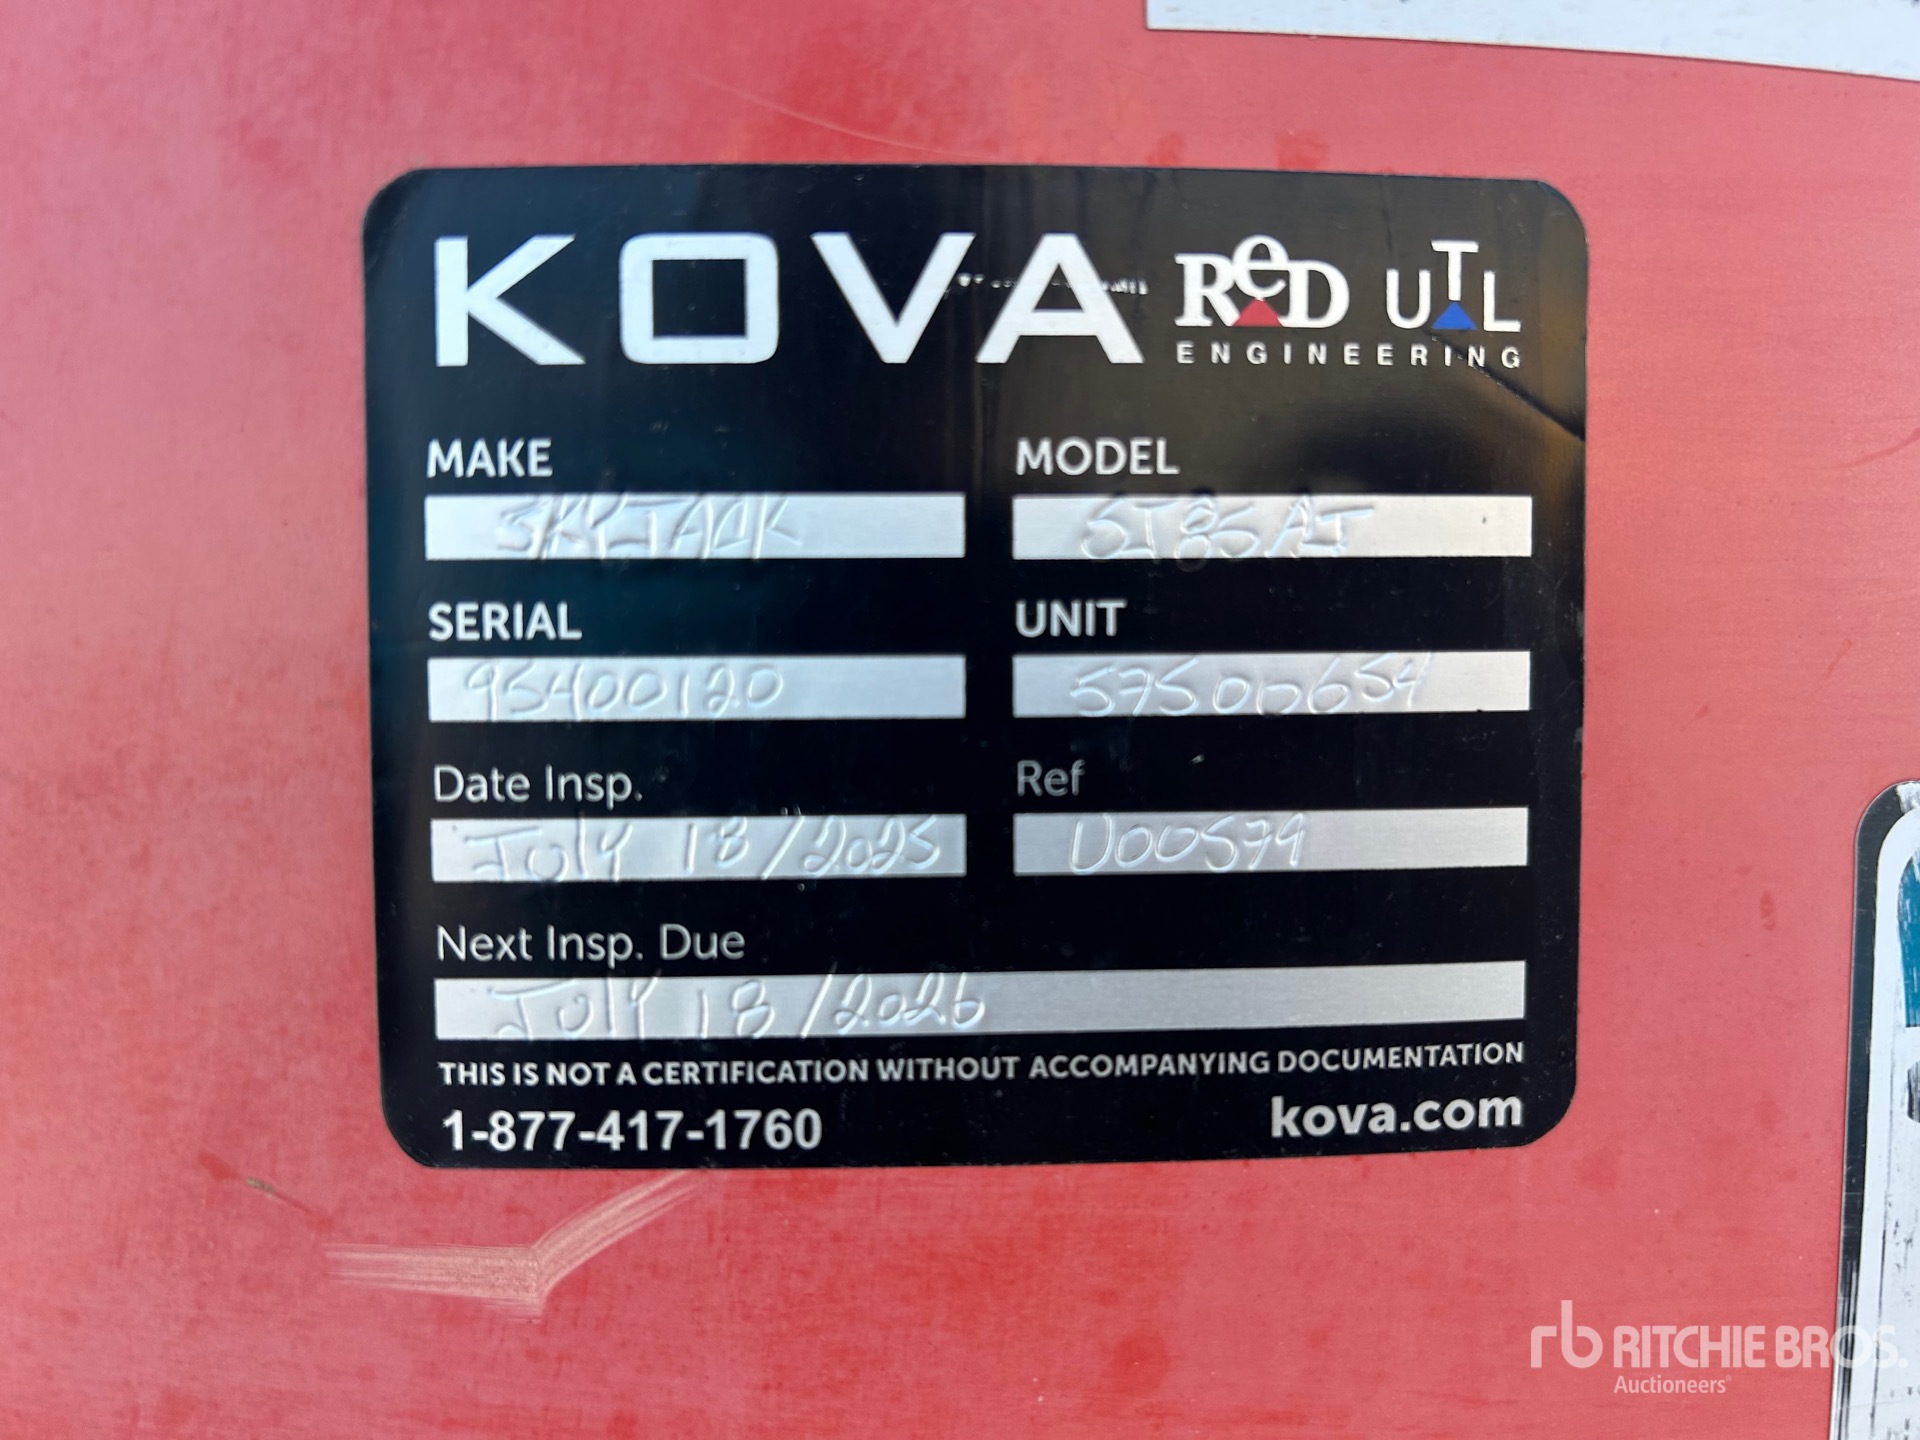 KOVA ReD UTL
ENGINEERING
MAKE MODEL
SKYJACK SJ85AJ
SERIAL UNIT
95400120 57500654
Date Insp. Ref
July 18/2025 U00579
Next Insp. Due
July 18/2026
THIS IS NOT A CERTIFICATION WITHOUT ACCOMPANYING DOCUMENTATION
1-877-417-1760 kova.com
rb RITCHIE BROS.
Auctioneers